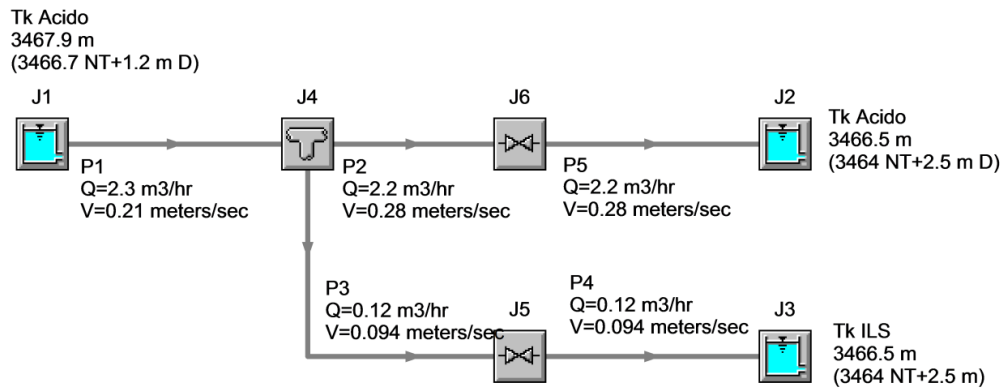 Tk Acido
3467.9 m
(3466.7 NT+1.2 m D)
J1
J4
J6
J2
Tk Acido
3466.5 m
(3464 NT+2.5 m D)
P1
Q=2.3 m3/hr
V=0.21 meters/sec
P2
Q=2.2 m3/hr
V=0.28 meters/sec
P5
Q=2.2 m3/hr
V=0.28 meters/sec
P3
Q=0.12 m3/hr
V=0.094 meters/sec
J5
P4
Q=0.12 m3/hr
V=0.094 meters/sec
J3
Tk ILS
3466.5 m
(3464 NT+2.5 m)